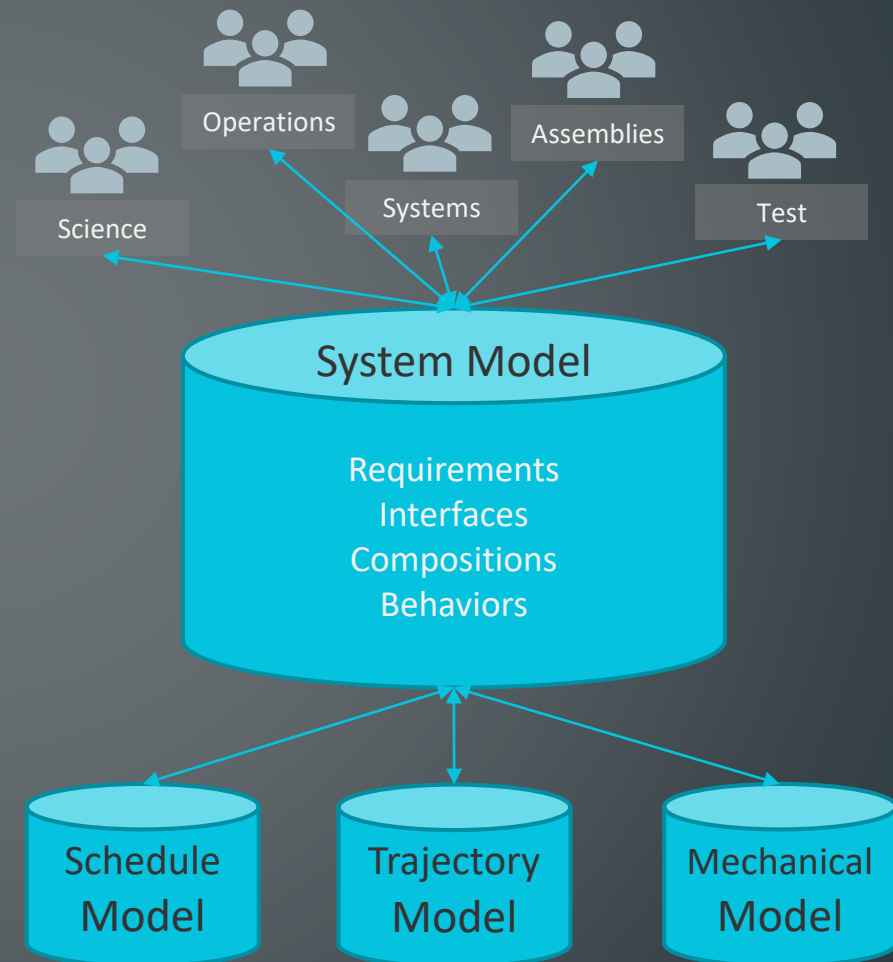 Operations
Assemblies
Systems
Test
Science
System Model
Requirements
Interfaces
Compositions
Behaviors
Schedule
Model
Trajectory
Model
Mechanical
Model